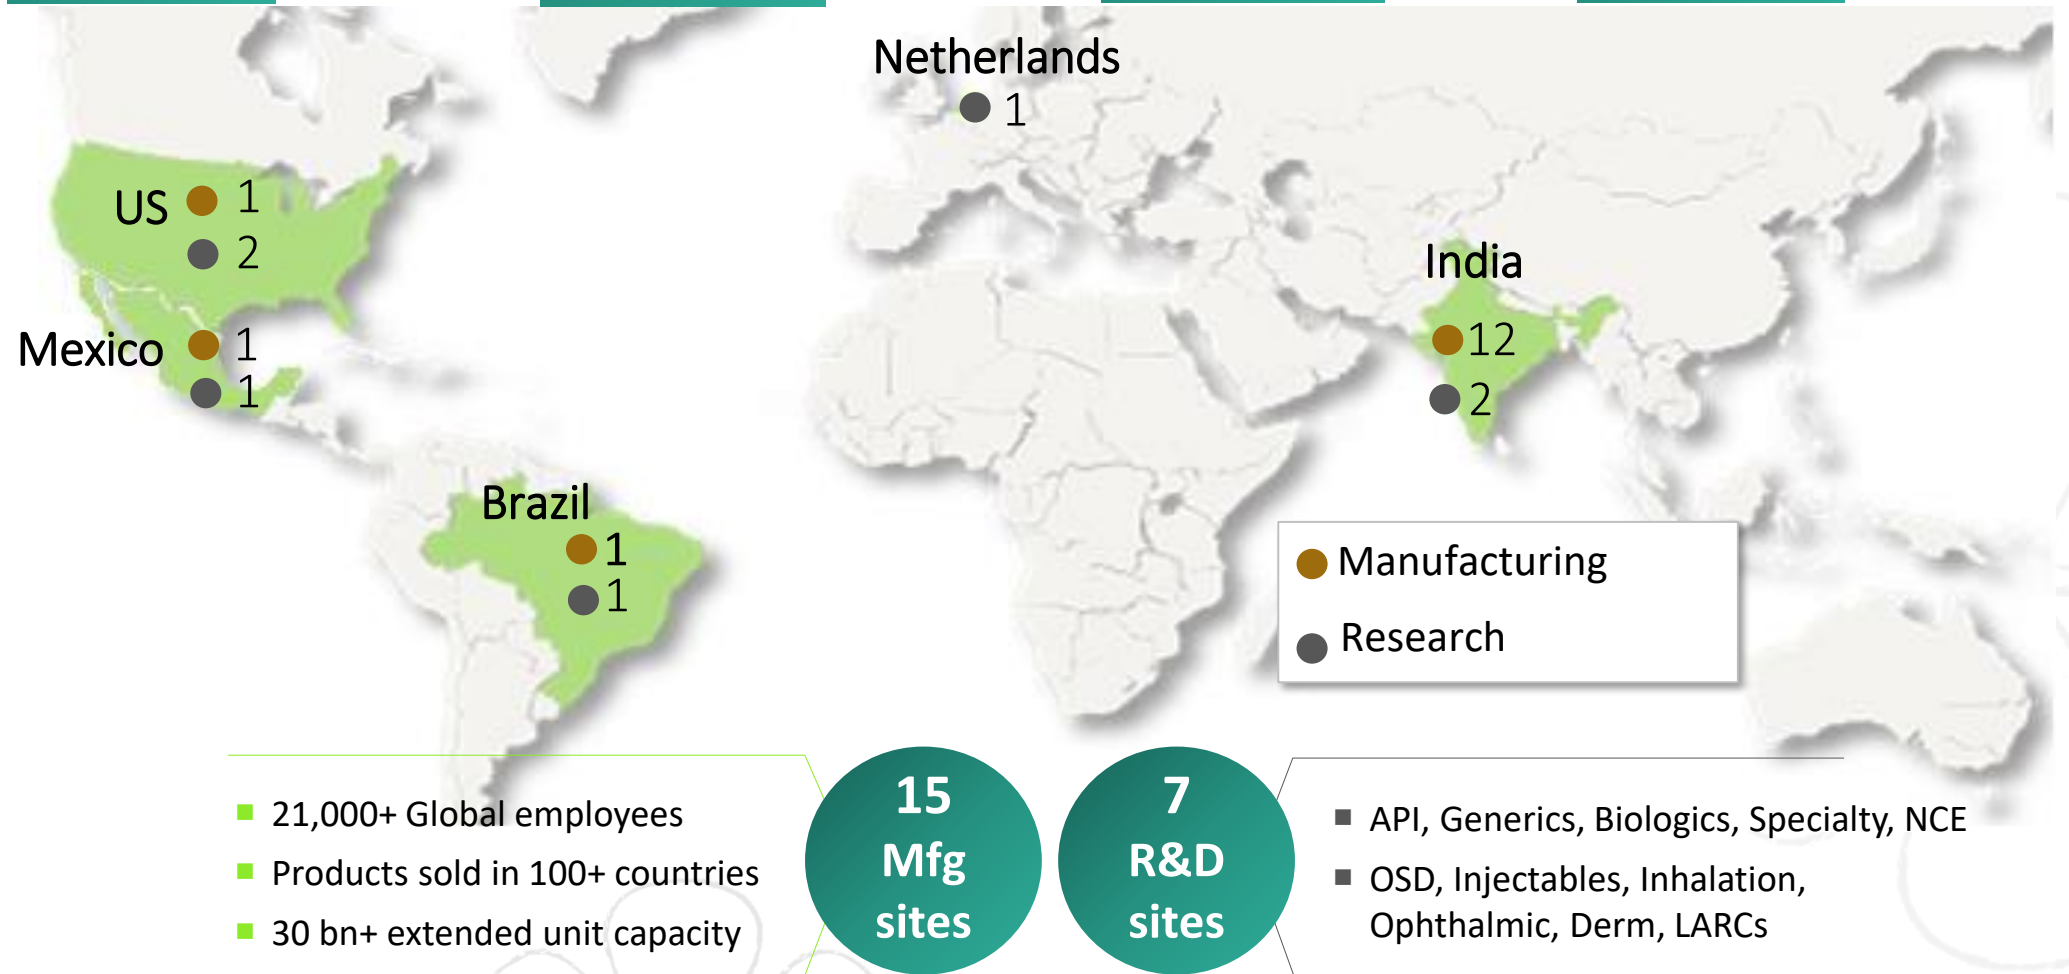 Netherlands
1
US
1
2
India
12
2
Mexico
1
1
Brazil
1
1
Manufacturing
Research
21,000+ Global employees
Products sold in 100+ countries
30 bn+ extended unit capacity
15
Mfg
sites
7
R&D
sites
API, Generics, Biologics, Specialty, NCE
OSD, Injectables, Inhalation,
Ophthalmic, Derm, LARCs